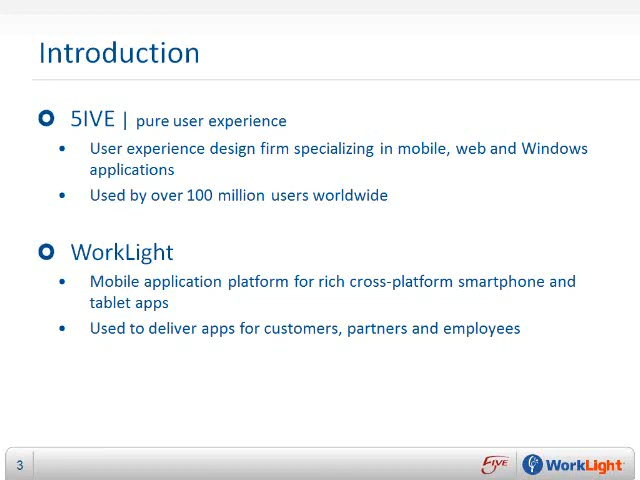 Introduction
5IVE | pure user experience
• User experience design firm specializing in mobile, web and Windows
applications
• Used by over 100 million users worldwide
WorkLight
• Mobile application platform for rich cross-platform smartphone and
tablet apps
• Used to deliver apps for customers, partners and employees
3
5IVE
WorkLight